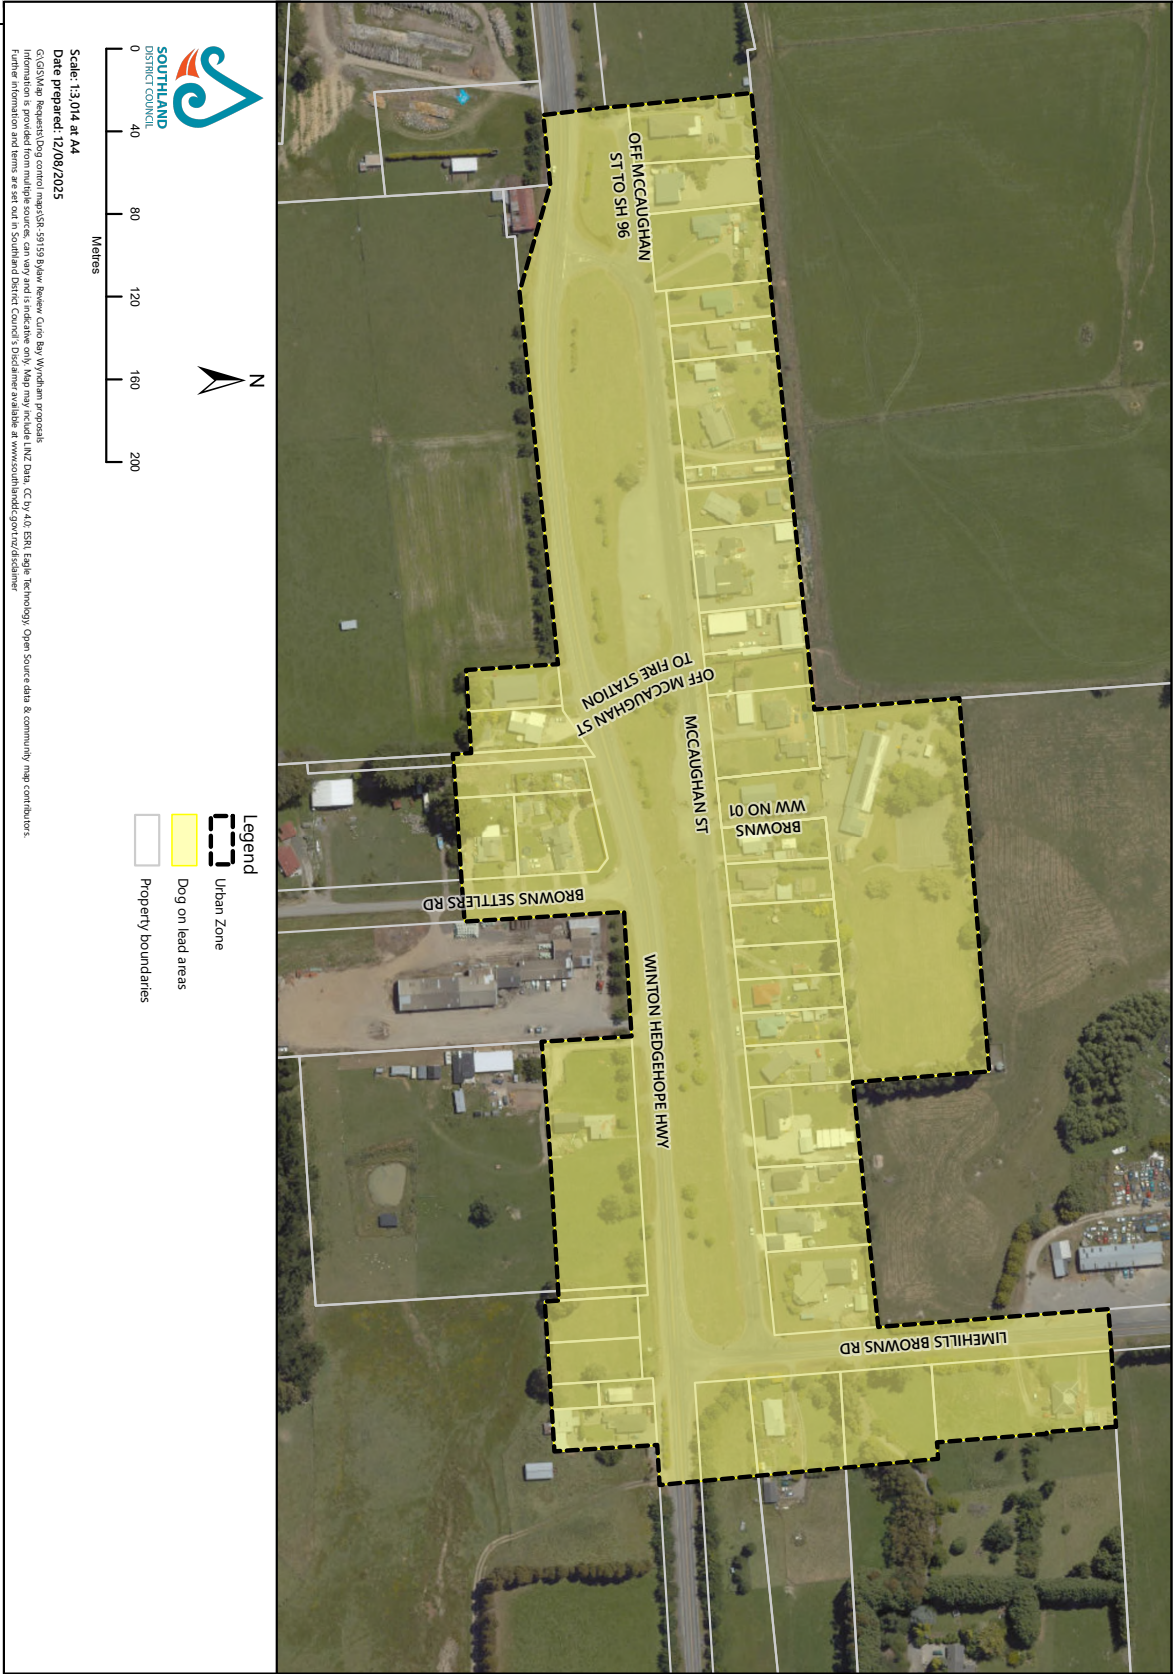 OFF MCCAUGHAN
ST TO SH 96
OFF MCCAUGHAN ST
TO FIRE STATION
MCCAUGHAN ST
BROWNS
WW NO 01
BROWNS SETTLERS RD
WINTON HEDGEHOPE HWY
LIMEHILLS BROWNS RD
SOUTHLAND
DISTRICT COUNCIL
0 40 80 120 160 200
Metres
N
Legend
Urban Zone
Dog on lead areas
Property boundaries
Scale: 1:3,014 at A4
Date prepared: 12/08/2025
G:\GIS\Map Requests\Dog control maps\SR-59159 Bylaw Review Curio Bay Wyndham proposals
Information is provided from multiple sources, can vary and is indicative only. Map may include LINZ Data, CC by 4.0; ESRI, Eagle Technology, Open Source data & community map contributors.
Further information and terms are set out in Southland District Council's Disclaimer available at www.southlanddc.govt.nz/disclaimer